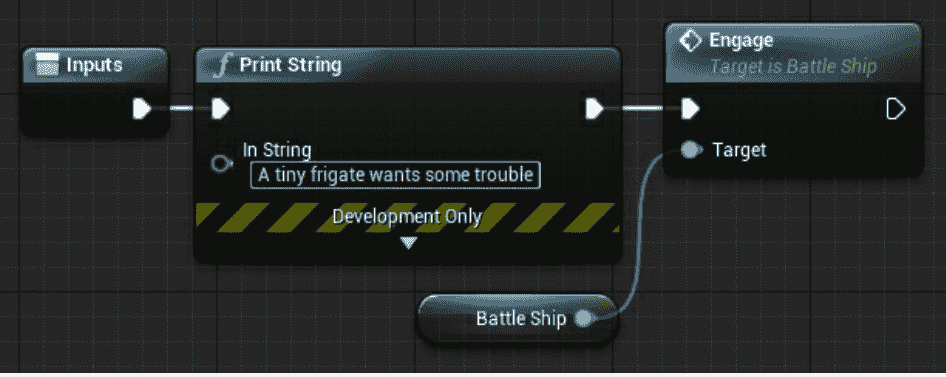 Inputs
Print String
In String
A tiny frigate wants some trouble
Development Only
Engage
Target is Battle Ship
Target
Battle Ship